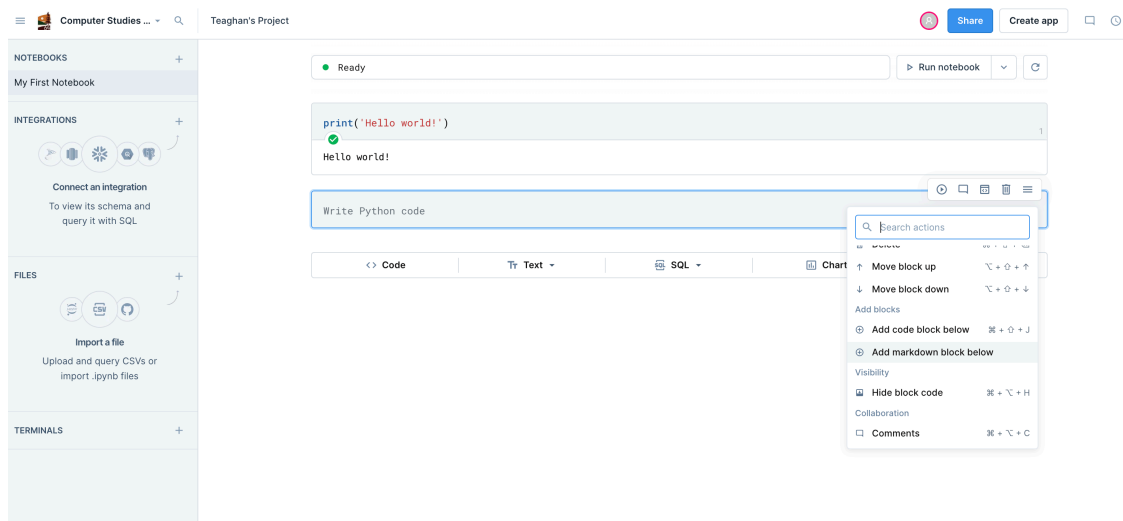 Computer Studies ...
Teaghan's Project
Share
Create app
NOTEBOOKS
My First Notebook
INTEGRATIONS
Connect an integration
To view its schema and
query it with SQL
FILES
CSV
Import a file
Upload and query CSVs or
import .ipynb files
TERMINALS
Ready
Run notebook
print('Hello world!')
1
Hello world!
Write Python code
Code
Text
SQL
Chart
Search actions
Delete
Move block up ⌥ + ⇧ + ↑
Move block down ⌥ + ⇧ + ↓
Add blocks
Add code block below ⌘ + ⇧ + J
Add markdown block below
Visibility
Hide block code ⌘ + ⌥ + H
Collaboration
Comments ⌘ + ⌥ + C